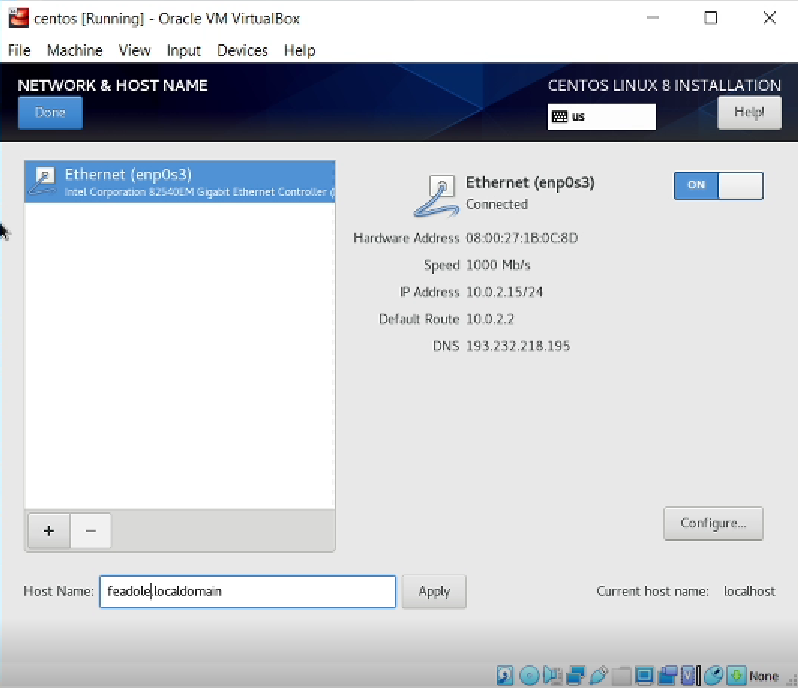 centos [Running] - Oracle VM VirtualBox
File Machine View Input Devices Help
NETWORK & HOST NAME
CENTOS LINUX 8 INSTALLATION
Done
us
Help!
Ethernet (enp0s3)
Intel Corporation 82540EM Gigabit Ethernet Controller (
Ethernet (enp0s3)
Connected
ON
Hardware Address 08:00:27:1B:0C:8D
Speed 1000 Mb/s
IP Address 10.0.2.15/24
Default Route 10.0.2.2
DNS 193.232.218.195
+ −
Configure...
Host Name: feadole.localdomain Apply Current host name: localhost
None